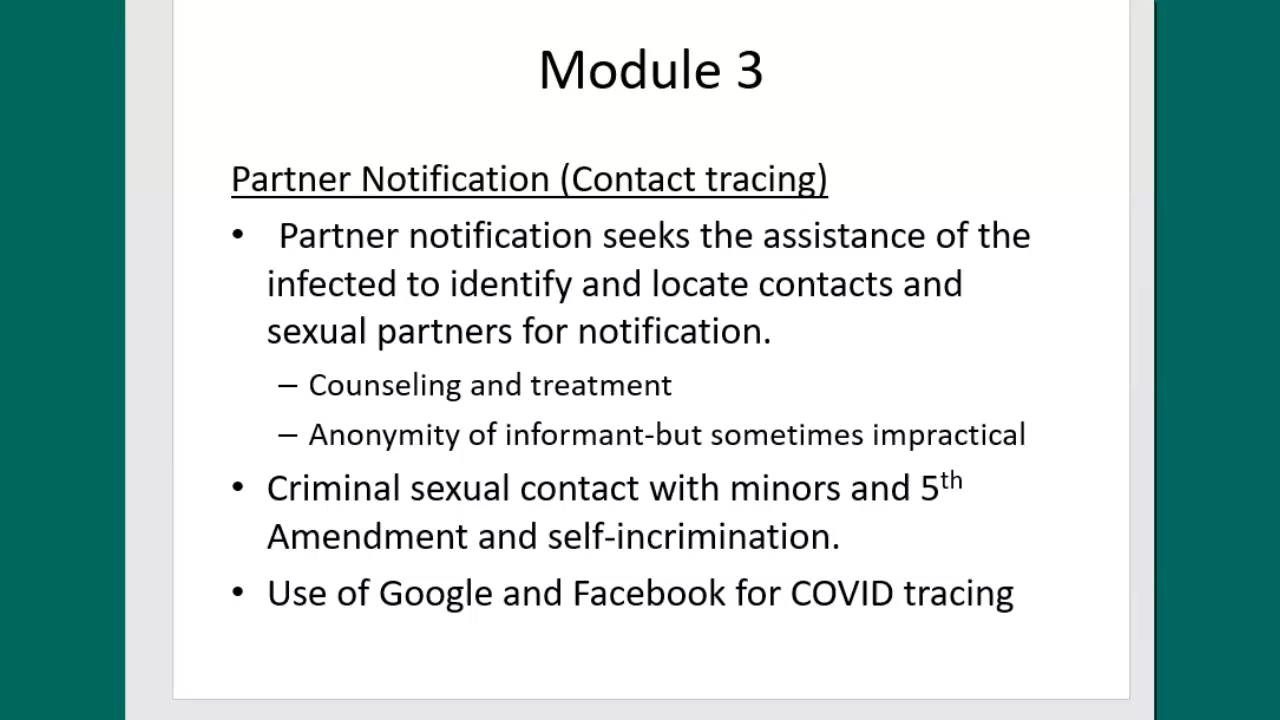 Module 3
Partner Notification (Contact tracing)
• Partner notification seeks the assistance of the
infected to identify and locate contacts and
sexual partners for notification.
– Counseling and treatment
– Anonymity of informant-but sometimes impractical
• Criminal sexual contact with minors and 5th
Amendment and self-incrimination.
• Use of Google and Facebook for COVID tracing